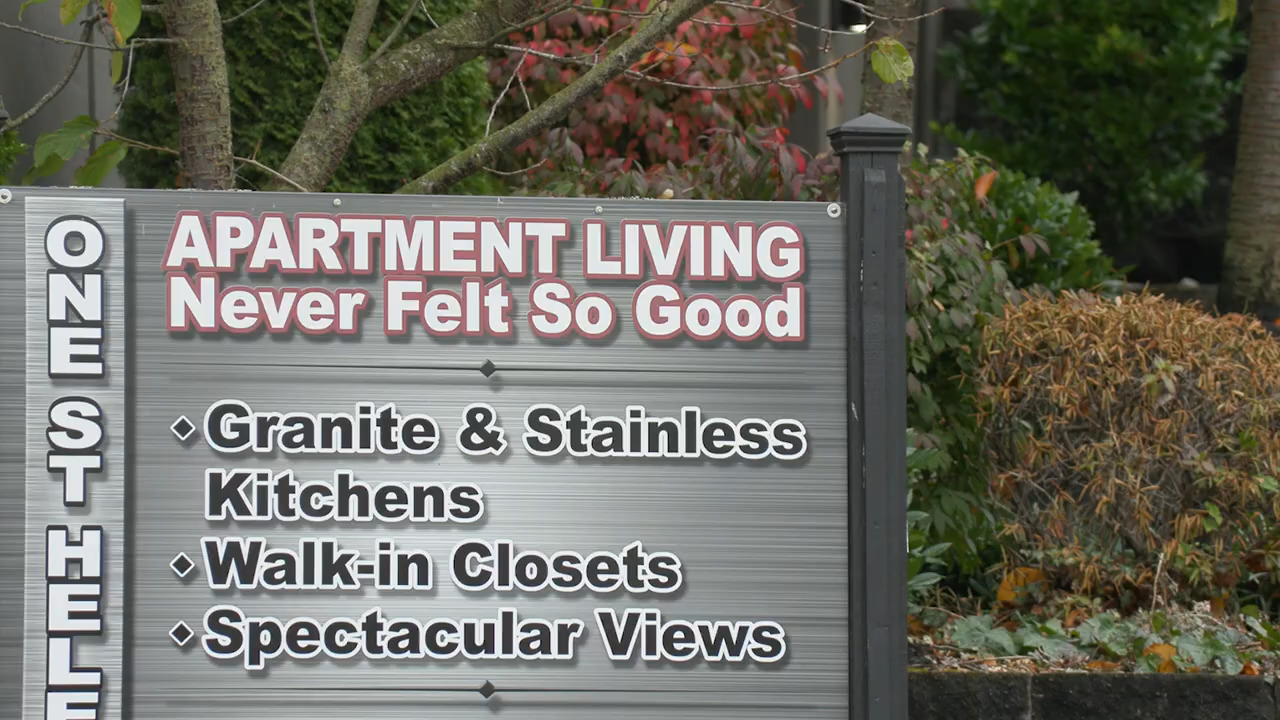 ONE ST HELE
APARTMENT LIVING
Never Felt So Good
Granite & Stainless
Kitchens
Walk-in Closets
Spectacular Views